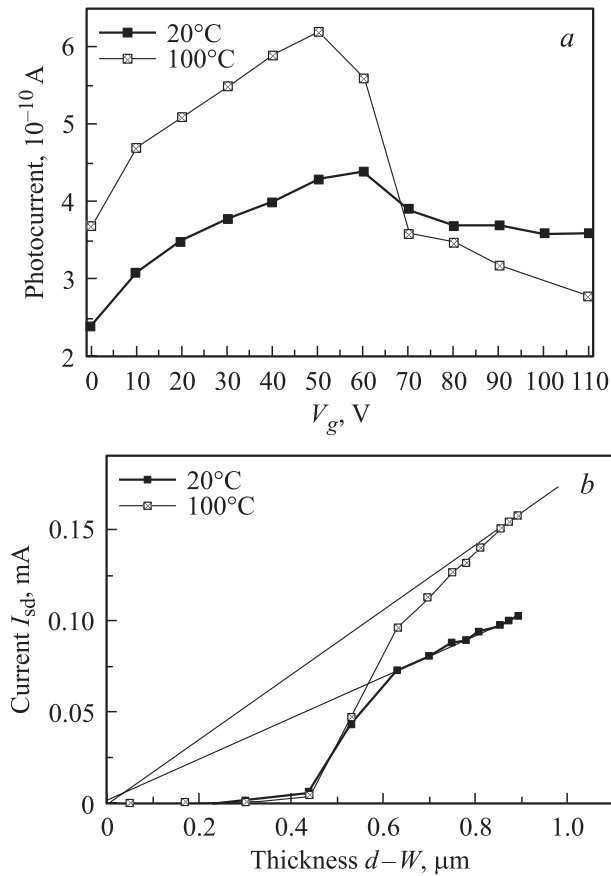 a
20°C
100°C
6
5
4
3
2
Photocurrent, 10⁻¹⁰ A
0 10 20 30 40 50 60 70 80 90 100 110
V_g, V
b
20°C
100°C
0.15
0.10
0.05
0
Current I_sd, mA
0 0.2 0.4 0.6 0.8 1.0
Thickness d–W, μm